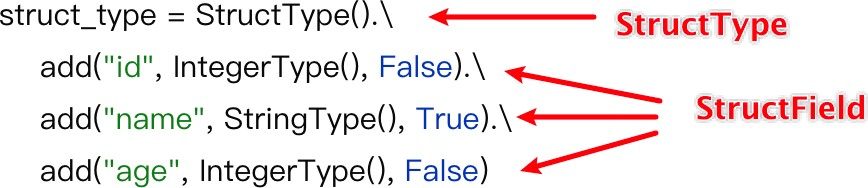 struct_type = StructType().\
StructType
add("id", IntegerType(), False).\
add("name", StringType(), True).\
StructField
add("age", IntegerType(), False)